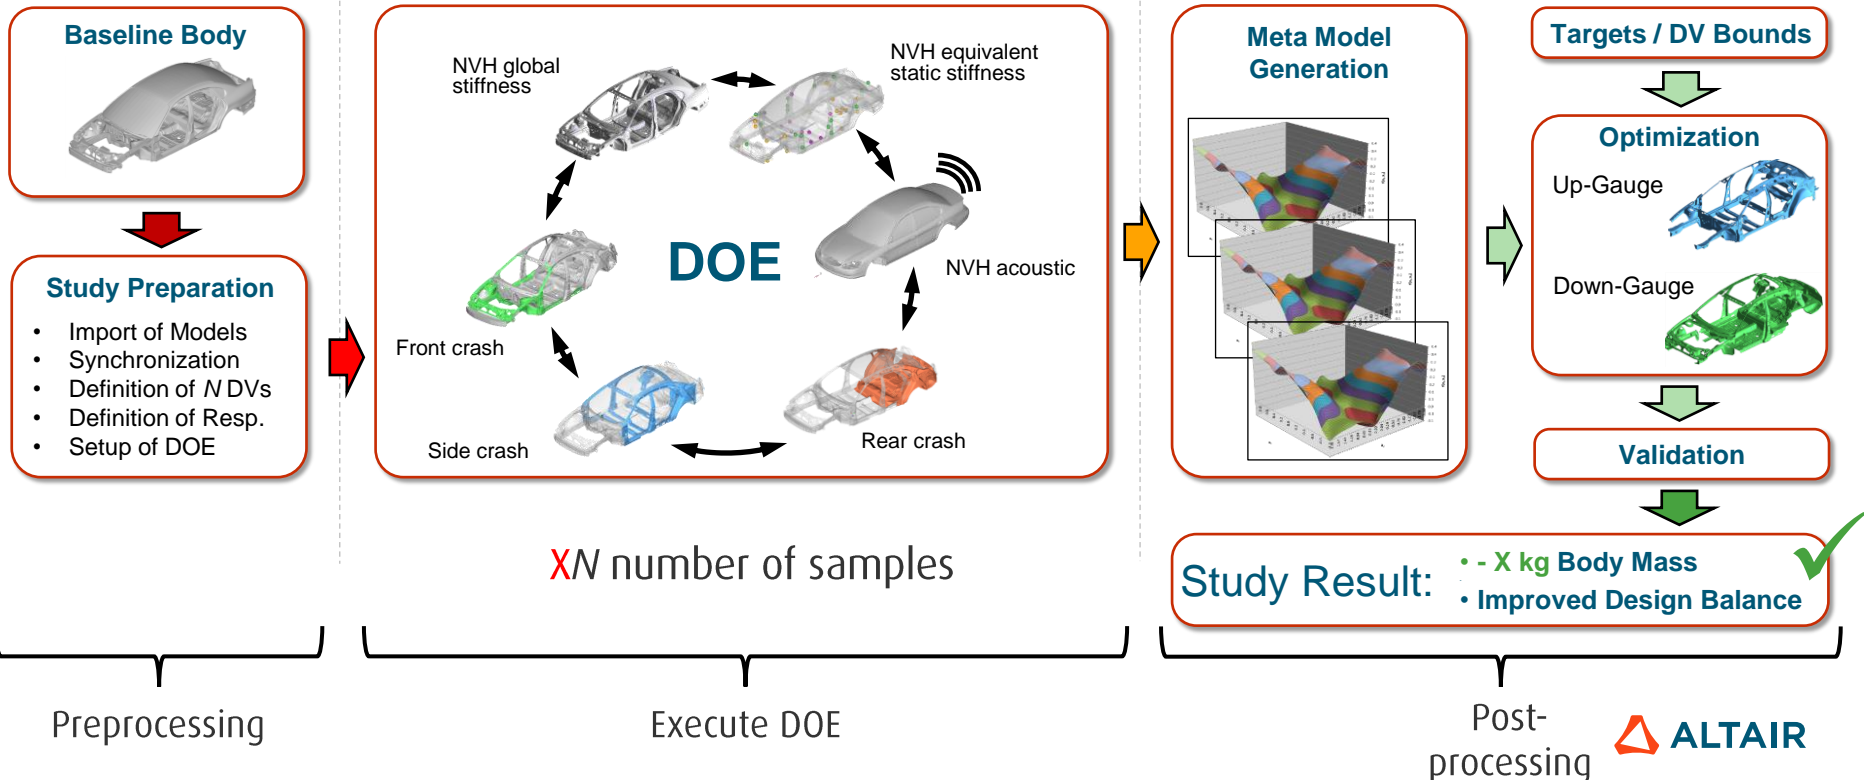 Baseline Body
Study Preparation
• Import of Models
• Synchronization
• Definition of N DVs
• Definition of Resp.
• Setup of DOE
NVH global
stiffness
NVH equivalent
static stiffness
DOE
NVH acoustic
Front crash
Side crash
Rear crash
XN number of samples
Meta Model
Generation
Targets / DV Bounds
Optimization
Up-Gauge
Down-Gauge
Validation
Study Result:
• - X kg Body Mass
• Improved Design Balance
Preprocessing
Execute DOE
Post-
processing
ALTAIR